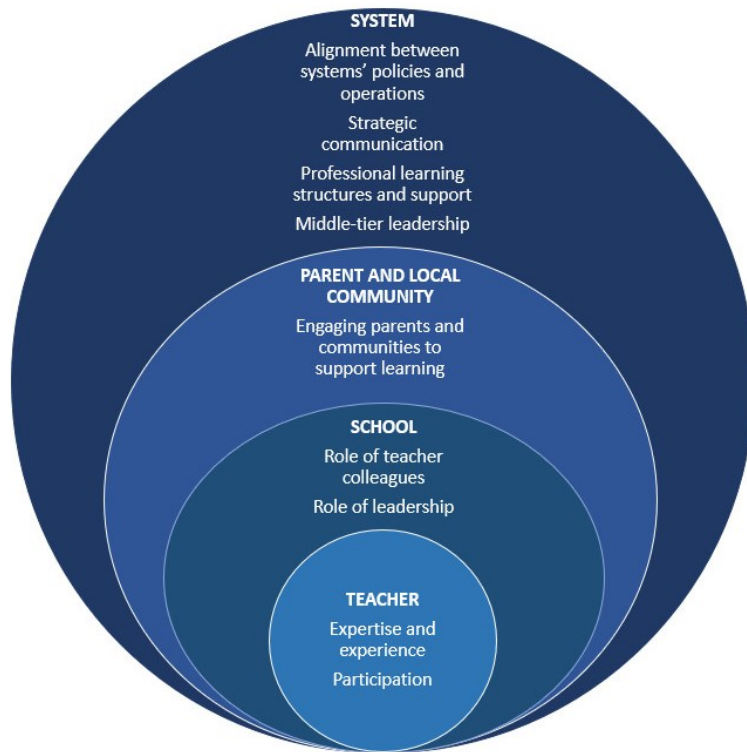 SYSTEM
Alignment between
systems’ policies and
operations
Strategic
communication
Professional learning
structures and support
Middle-tier leadership
PARENT AND LOCAL
COMMUNITY
Engaging parents and
communities to
support learning
SCHOOL
Role of teacher
colleagues
Role of leadership
TEACHER
Expertise and
experience
Participation